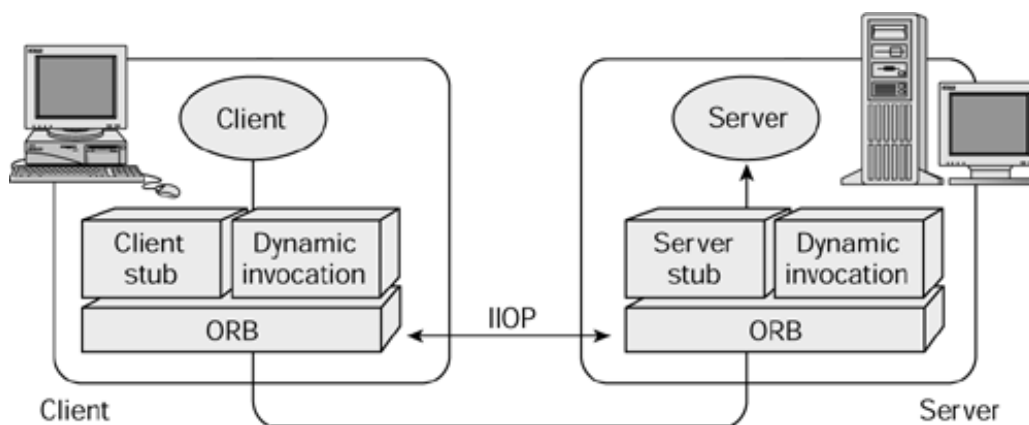 Client
Server
Client
stub
Dynamic
invocation
Server
stub
Dynamic
invocation
ORB
IIOP
ORB
Client
Server